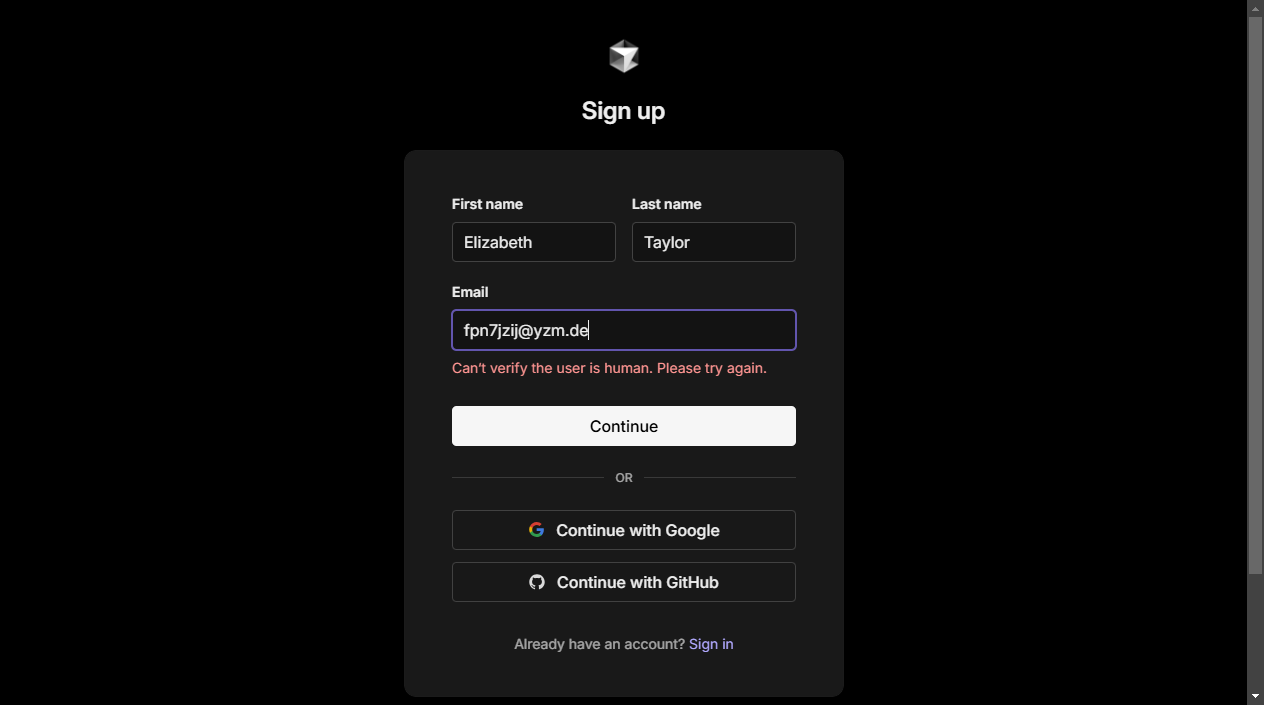 Sign up
First name Last name
Elizabeth Taylor
Email
fpn7jzij@yzm.de
Can't verify the user is human. Please try again.
Continue
OR
Continue with Google
Continue with GitHub
Already have an account? Sign in